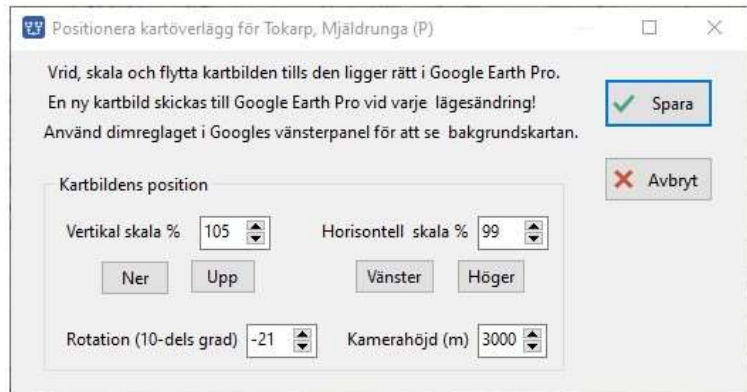 Positionera kartöverlägg för Tokarp, Mjäldrunga (P)
Vrid, skala och flytta kartbilden tills den ligger rätt i Google Earth Pro.
En ny kartbild skickas till Google Earth Pro vid varje lägesändring!
Använd dimreglaget i Googles vänsterpanel för att se bakgrundskartan.
Spara
Avbryt
Kartbildens position
Vertikal skala % 105 Horisontell skala % 99
Ner Upp Vänster Höger
Rotation (10-dels grad) -21 Kamerahöjd (m) 3000